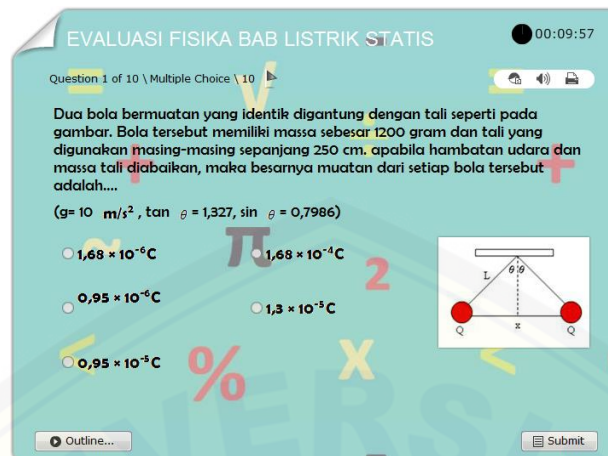 EVALUASI FISIKA BAB LISTRIK STATIS
00:09:57
Question 1 of 10 \ Multiple Choice \ 10
Dua bola bermuatan yang identik digantung dengan tali seperti pada
gambar. Bola tersebut memiliki massa sebesar 1200 gram dan tali yang
digunakan masing-masing sepanjang 250 cm. apabila hambatan udara dan
massa tali diabaikan, maka besarnya muatan dari setiap bola tersebut
adalah....
(g= 10 m/s², tan θ = 1,327, sin θ = 0,7986)
1,68 × 10⁻⁶C
1,68 × 10⁻⁴C
0,95 × 10⁻⁶C
1,3 × 10⁻⁵C
0,95 × 10⁻⁵C
L θ θ
Q x Q
π
2
%
x
NERSI
Outline...
Submit